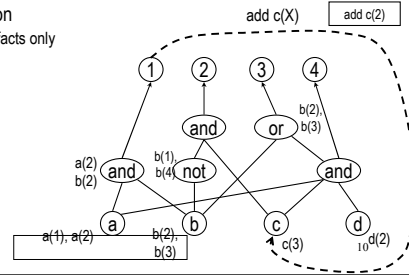 on
facts only
add c(X)
add c(2)
1
2
3
4
b(2),
b(3)
and
or
b(1),
b(4)
a(2)
b(2)
and
not
and
a
b
c
d
a(1), a(2)
b(2),
b(3)
c(3)
10
d(2)